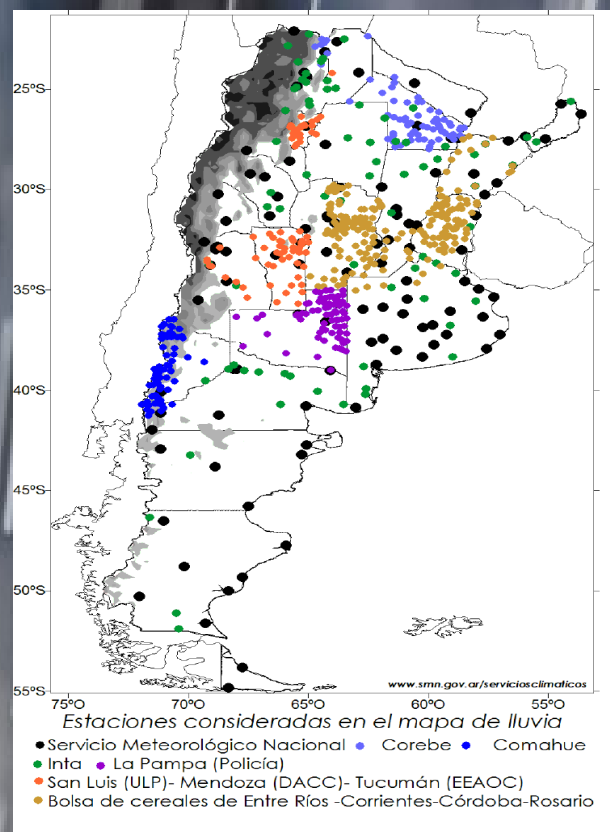 25°S
30°S
35°S
40°S
45°S
50°S
55°S
75°O 70°O 65°O 60°O 55°O
www.smn.gov.ar/serviciosclimaticos
Estaciones consideradas en el mapa de lluvia
Servicio Meteorológico Nacional Corebe Comahue
Inta La Pampa (Policía)
San Luis (ULP)- Mendoza (DACC)- Tucumán (EEAOC)
Bolsa de cereales de Entre Ríos -Corrientes-Córdoba-Rosario